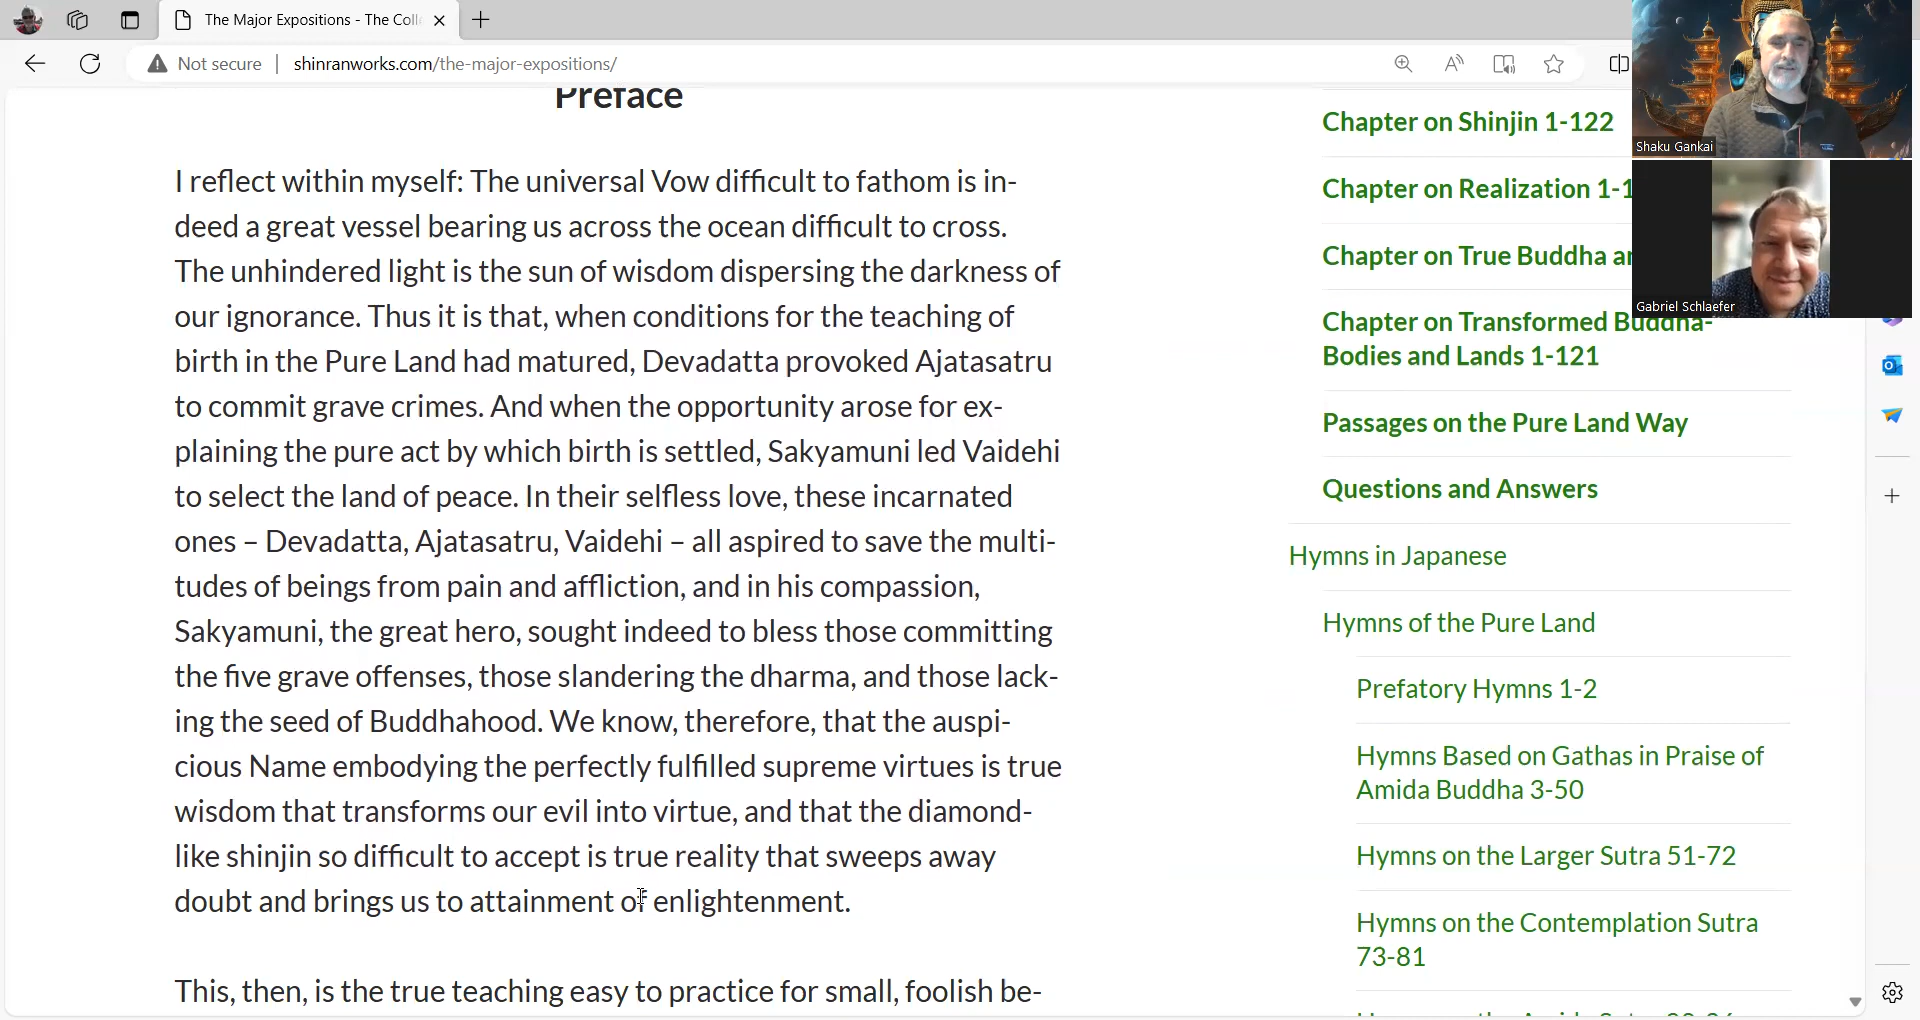 The Major Expositions - The Coll
Not secure
shinranworks.com/the-major-expositions/
Preface
I reflect within myself: The universal Vow difficult to fathom is in-
deed a great vessel bearing us across the ocean difficult to cross.
The unhindered light is the sun of wisdom dispersing the darkness of
our ignorance. Thus it is that, when conditions for the teaching of
birth in the Pure Land had matured, Devadatta provoked Ajatasatru
to commit grave crimes. And when the opportunity arose for ex-
plaining the pure act by which birth is settled, Sakyamuni led Vaidehi
to select the land of peace. In their selfless love, these incarnated
ones – Devadatta, Ajatasatru, Vaidehi – all aspired to save the multi-
tudes of beings from pain and affliction, and in his compassion,
Sakyamuni, the great hero, sought indeed to bless those committing
the five grave offenses, those slandering the dharma, and those lack-
ing the seed of Buddhahood. We know, therefore, that the auspi-
cious Name embodying the perfectly fulfilled supreme virtues is true
wisdom that transforms our evil into virtue, and that the diamond-
like shinjin so difficult to accept is true reality that sweeps away
doubt and brings us to attainment of enlightenment.
This, then, is the true teaching easy to practice for small, foolish be-
Chapter on Shinjin 1-122
Chapter on Realization 1-1
Chapter on True Buddha an
Chapter on Transformed Buddha-
Bodies and Lands 1-121
Passages on the Pure Land Way
Questions and Answers
Hymns in Japanese
Hymns of the Pure Land
Prefatory Hymns 1-2
Hymns Based on Gathas in Praise of
Amida Buddha 3-50
Hymns on the Larger Sutra 51-72
Hymns on the Contemplation Sutra
73-81
Shaku Gankai
Gabriel Schlaefer